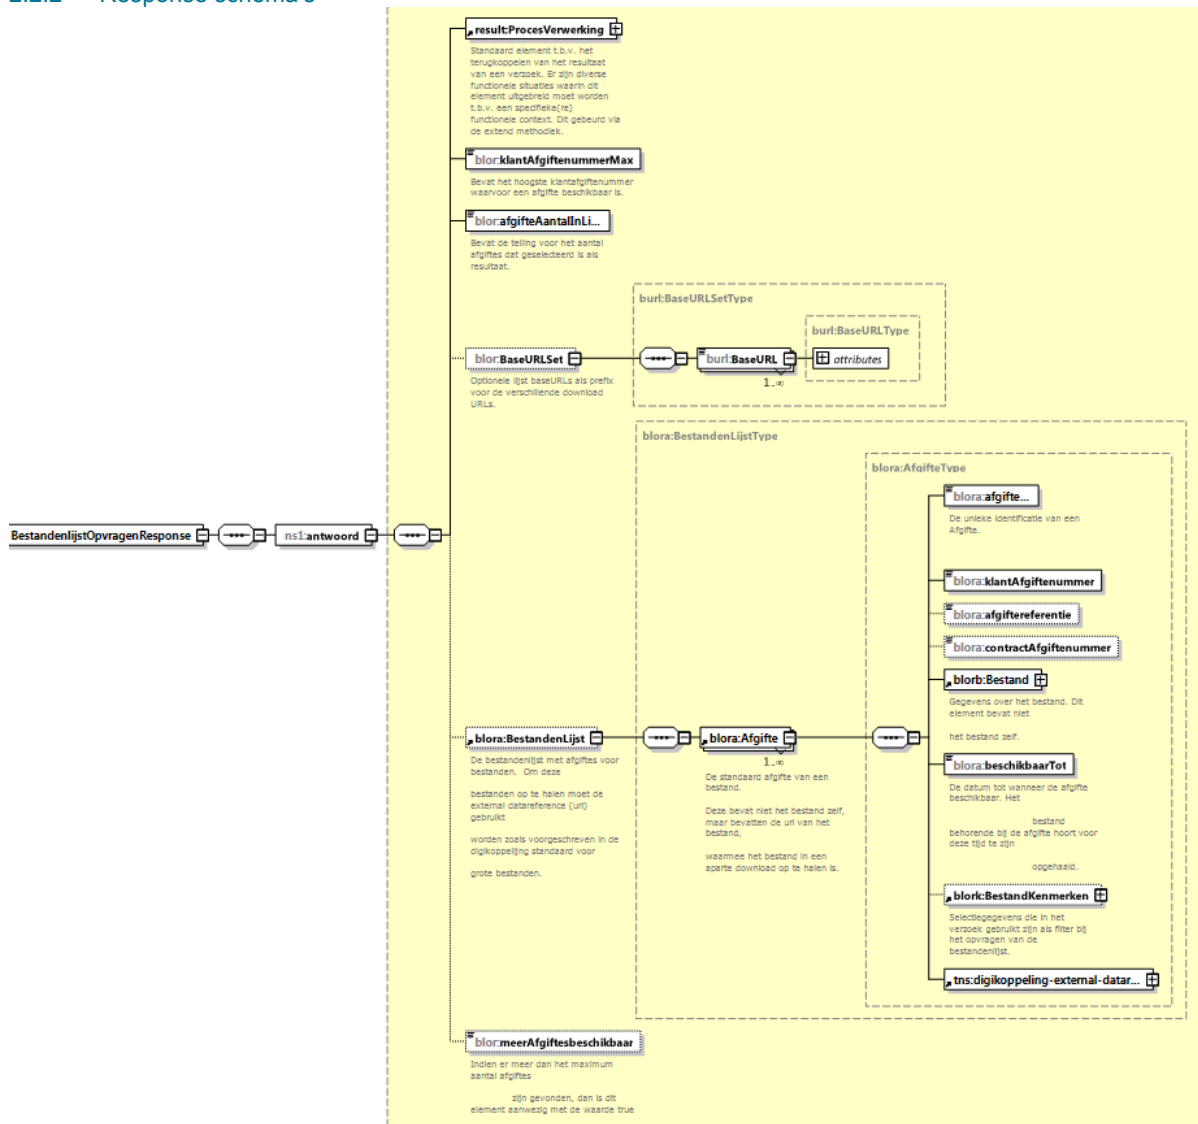 2.2.2 Response schema's
result:ProcesVerwerking
Standaard element t.b.v. het
terugkoppelen van het resultaat
van een verzoek. Er zijn diverse
functionele situaties waarin dit
element uitgebreid moet worden
t.b.v. een specifieke(re)
functionele context. Dit gebeurd via
de extend methodiek.
blor:klantAfgiftenummerMax
Bevat het hoogste klantafgiftenummer
waarvoor een afgifte beschikbaar is.
blor:afgifteAantalInLi...
Bevat de telling voor het aantal
afgiftes dat geselecteerd is als
resultaat.
burl:BaseURLSetType
burl:BaseURLType
blor:BaseURLSet
burl:BaseURL
attributes
1..∞
Optionele lijst baseURLs als prefix
voor de verschillende download
URLs.
blora:BestandenLijstType
blora:AfgifteType
blora:afgifte...
De unieke identificatie van een
Afgifte.
BestandenlijstOpvragenResponse
ns1:antwoord
blora:klantAfgiftenummer
blora:afgiftereferentie
blora:contractAfgiftenummer
blorb:Bestand
Gegevens over het bestand. Dit
element bevat niet
het bestand zelf.
blora:BestandenLijst
De bestandenlijst met afgiftes voor
bestanden. Om deze
bestanden op te halen moet de
external datareference (url)
gebruikt
worden zoals voorgeschreven in de
digikoppelijng standaard voor
grote bestanden.
blora:Afgifte
1..∞
De standaard afgifte van een
bestand.
Deze bevat niet het bestand zelf,
maar bevatten de url van het
bestand,
waarmee het bestand in een
aparte download op te halen is.
blora:beschikbaarTot
De datum tot wanneer de afgifte
beschikbaar. Het
bestand
behorende bij de afgifte hoort voor
deze tijd te zijn
opgehaald.
blork:BestandKenmerken
Selectiegegevens die in het
verzoek gebruikt zijn als filter bij
het opvragen van de
bestandenlijst.
tns:digikoppeling-external-datar...
blor:meerAfgiftesbeschikbaar
Indien er meer dan het maximum
aantal afgiftes
zijn gevonden, dan is dit
element aanwezig met de waarde true